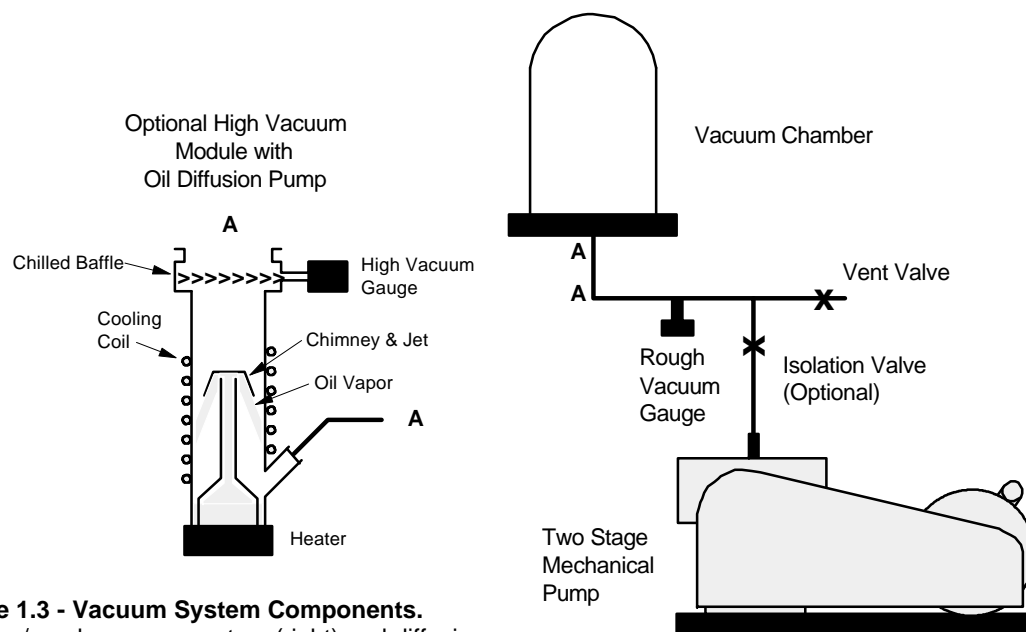 Optional High Vacuum
Module with
Oil Diffusion Pump
A
Chilled Baffle
High Vacuum
Gauge
Cooling
Coil
Chimney & Jet
Oil Vapor
A
Heater
Vacuum Chamber
A
A
Vent Valve
Rough
Vacuum
Gauge
Isolation Valve
(Optional)
Two Stage
Mechanical
Pump
1.3 - Vacuum System Components.